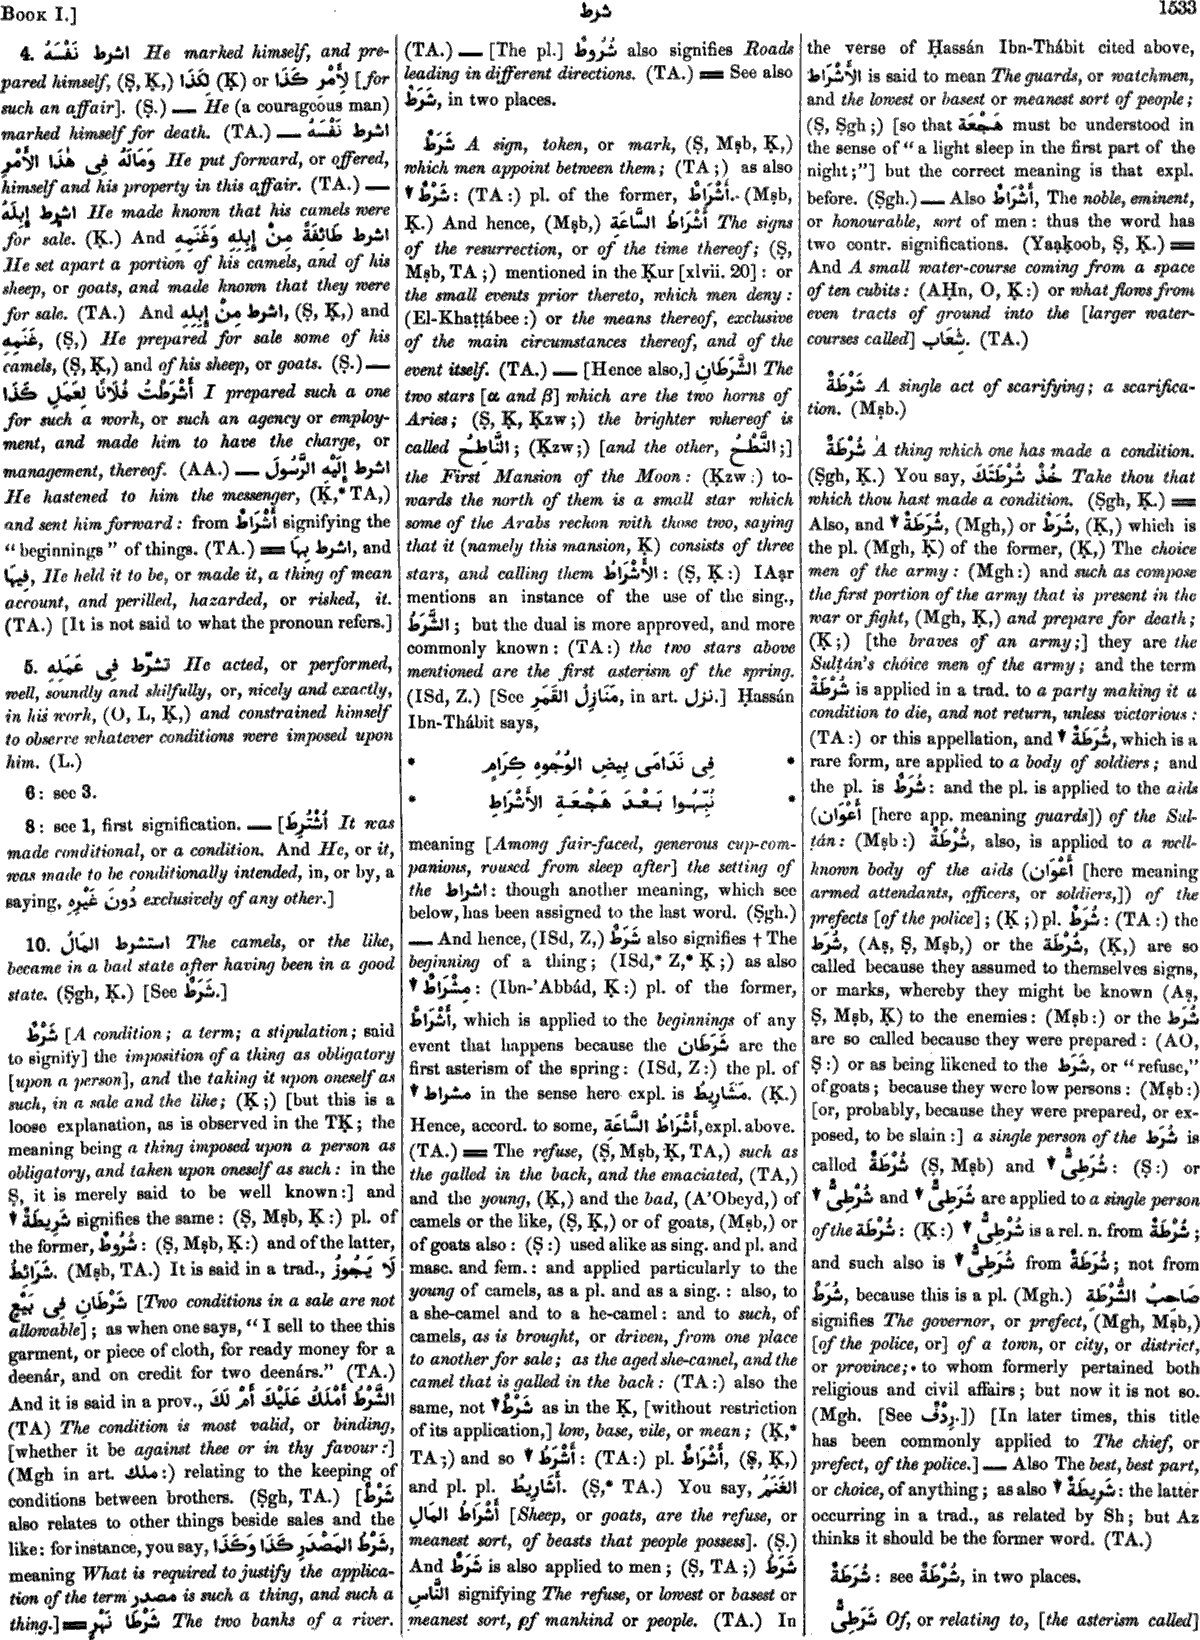 Book I.]
شرط
1533
4. اشرط نَفْسَهُ He marked himself, and pre-
pared himself, (Ṣ, Ḳ,) لِكَذَا (Ḳ) or لِأَمْرِ كَذَا [for
such an affair]. (Ṣ.) — He (a courageous man)
marked himself for death. (TA.) — اشرط نَفْسَهُ
وَمَالَهُ فِى هٰذَا الأَمْرِ He put forward, or offered,
himself and his property in this affair. (TA.) —
اشرط إِبِلَهُ He made known that his camels were
for sale. (Ḳ.) And اشرط طَائِفَةً مِنْ إِبِلِهِ وَغَنَمِهِ
He set apart a portion of his camels, and of his
sheep, or goats, and made known that they were
for sale. (TA.) And اشرط مِنْ إِبِلِهِ, (Ṣ, Ḳ,) and
غَنَمِهِ, (Ṣ,) He prepared for sale some of his
camels, (Ṣ, Ḳ,) and of his sheep, or goats. (Ṣ.) —
أَشْرَطْتُ فُلَانًا لِعَمَلِ كَذَا I prepared such a one
for such a work, or such an agency or employ-
ment, and made him to have the charge, or
management, thereof. (AA.) — اشرط إِلَيْهِ الرَّسُولَ
He hastened to him the messenger, (Ḳ,* TA,)
and sent him forward: from أَشْرَاطٌ signifying the
“beginnings” of things. (TA.) = اشرط بِهَا, and
فِيهَا, He held it to be, or made it, a thing of mean
account, and perilled, hazarded, or risked, it.
(TA.) [It is not said to what the pronoun refers.]
5. تشرّط فِى عَمَلِهِ He acted, or performed,
well, soundly and skilfully, or, nicely and exactly,
in his work, (O, L, Ḳ,) and constrained himself
to observe whatever conditions were imposed upon
him. (L.)
6: see 3.
8: see 1, first signification. — [اُشْتُرِطَ It was
made conditional, or a condition. And He, or it,
was made to be conditionally intended, in, or by, a
saying, دُونَ غَيْرِهِ exclusively of any other.]
10. استشرط المَالُ The camels, or the like,
became in a bad state after having been in a good
state. (Ṣgh, Ḳ.) [See شَرَطٌ.]
شَرْطٌ [A condition; a term; a stipulation; said
to signify] the imposition of a thing as obligatory
[upon a person], and the taking it upon oneself as
such, in a sale and the like; (Ḳ;) [but this is a
loose explanation, as is observed in the TḲ; the
meaning being a thing imposed upon a person as
obligatory, and taken upon oneself as such: in the
Ṣ, it is merely said to be well known:] and
▼ شَرِيطَةٌ signifies the same: (Ṣ, Mṣb, Ḳ:) pl. of
the former, شُرُوطٌ: (Ṣ, Mṣb, Ḳ:) and of the latter,
شَرَائِطُ. (Mṣb, TA.) It is said in a trad., لَا يَجُوزُ
شَرْطَانِ فِى بَيْعٍ [Two conditions in a sale are not
allowable]; as when one says, “I sell to thee this
garment, or piece of cloth, for ready money for a
deenár, and on credit for two deenárs.” (TA.)
And it is said in a prov., الشَّرْطُ أَمْلَكُ عَلَيْكَ أَمْ لَكَ
(TA) The condition is most valid, or binding,
[whether it be against thee or in thy favour:]
(Mgh in art. ملك:) relating to the keeping of
conditions between brothers. (Ṣgh, TA.) [شَرْطٌ
also relates to other things beside sales and the
like: for instance, you say, شَرْطُ المَصْدَرِ كَذَا وَكَذَا,
meaning What is required to justify the applica-
tion of the term مصدر is such a thing, and such a
thing.] = شَرْطَا نَهْرٍ The two banks of a river.
(TA.) — [The pl.] شُرُوطٌ also signifies Roads
leading in different directions. (TA.) = See also
شَرَطٌ, in two places.
شَرَطٌ A sign, token, or mark, (Ṣ, Mṣb, Ḳ,)
which men appoint between them; (TA;) as also
▼ شَرْطٌ: (TA:) pl. of the former, أَشْرَاطٌ. (Mṣb,
Ḳ.) And hence, (Mṣb,) أَشْرَاطُ السَّاعَةِ The signs
of the resurrection, or of the time thereof; (Ṣ,
Mṣb, TA;) mentioned in the Ḳur [xlvii. 20]: or
the small events prior thereto, which men deny:
(El-Khaṭṭábee:) or the means thereof, exclusive
of the main circumstances thereof, and of the
event itself. (TA.) — [Hence also,] الشَّرَطَانِ The
two stars [α and β] which are the two horns of
Aries; (Ṣ, Ḳ, Ḳzw;) the brighter whereof is
called النَّاطِحُ; (Ḳzw;) [and the other, النَّطْحُ;]
the First Mansion of the Moon: (Ḳzw:) to-
wards the north of them is a small star which
some of the Arabs reckon with those two, saying
that it (namely this mansion, Ḳ) consists of three
stars, and calling them الأَشْرَاطُ: (Ṣ, Ḳ:) IAạr
mentions an instance of the use of the sing.,
الشَّرَطُ; but the dual is more approved, and more
commonly known: (TA:) the two stars above
mentioned are the first asterism of the spring.
(ISd, Z.) [See مَنَازِلُ القَمَرِ, in art. نزل.] Ḥassán
Ibn-Thábit says,
* فِى نَدَامَى بِيضِ الوُجُوهِ كِرَامٍ *
* نُبِّهُوا بَعْدَ هَجْعَةِ الأَشْرَاطِ *
meaning [Among fair-faced, generous cup-com-
panions, roused from sleep after] the setting of
the اشراط: though another meaning, which see
below, has been assigned to the last word. (Ṣgh.)
— And hence, (ISd, Z,) شَرَطٌ also signifies † The
beginning of a thing; (ISd,* Z,* Ḳ;) as also
▼ مِشْرَاطٌ: (Ibn-'Abbád, Ḳ:) pl. of the former,
أَشْرَاطٌ, which is applied to the beginnings of any
event that happens because the شَرَطَانِ are the
first asterism of the spring: (ISd, Z:) the pl. of
▼ مشراط in the sense here expl. is مَشَارِيطُ. (Ḳ.)
Hence, accord. to some, أَشْرَاطُ السَّاعَةِ, expl. above.
(TA.) = The refuse, (Ṣ, Mṣb, Ḳ, TA,) such as
the galled in the back, and the emaciated, (TA,)
and the young, (Ḳ,) and the bad, (A'Obeyd,) of
camels or the like, (Ṣ, Ḳ,) or of goats, (Mṣb,) or
of goats also: (Ṣ:) used alike as sing. and pl. and
masc. and fem.: and applied particularly to the
young of camels, as a pl. and as a sing.: also, to
a she-camel and to a he-camel: and to such, of
camels, as is brought, or driven, from one place
to another for sale; as the aged she-camel, and the
camel that is galled in the back: (TA:) also the
same, not ▼ شَرْطٌ as in the Ḳ, [without restriction
of its application,] low, base, vile, or mean; (Ḳ,*
TA;) and so ▼ أَشْرَطُ: (TA:) pl. أَشْرَاطٌ, (Ṣ, Ḳ,)
and pl. pl. أَشَارِيطُ. (Ṣ,* TA.) You say, الغَنَمُ
أَشْرَاطُ المَالِ [Sheep, or goats, are the refuse, or
meanest sort, of beasts that people possess]. (Ṣ.)
And شَرَطٌ is also applied to men; (Ṣ, TA;) شَرَطُ
النَّاسِ signifying The refuse, or lowest or basest or
meanest sort, of mankind or people. (TA.) In
the verse of Ḥassán Ibn-Thábit cited above,
الأَشْرَاط is said to mean The guards, or watchmen,
and the lowest or basest or meanest sort of people;
(Ṣ, Ṣgh;) [so that هَجْعَة must be understood in
the sense of “a light sleep in the first part of the
night;”] but the correct meaning is that expl.
before. (Ṣgh.) — Also أَشْرَاطٌ, The noble, eminent,
or honourable, sort of men: thus the word has
two contr. significations. (Yaạḳoob, Ṣ, Ḳ.) =
And A small water-course coming from a space
of ten cubits: (AḤn, O, Ḳ:) or what flows from
even tracts of ground into the [larger water-
courses called] شِعَاب. (TA.)
شَرْطَةٌ A single act of scarifying; a scarifica-
tion. (Mṣb.)
شُرْطَةٌ A thing which one has made a condition.
(Ṣgh, Ḳ.) You say, خُذْ شُرْطَتَكَ Take thou that
which thou hast made a condition. (Ṣgh, Ḳ.) =
Also, and ▼ شُرَطَةٌ, (Mgh,) or شُرَطٌ, (Ḳ,) which is
the pl. (Mgh, Ḳ) of the former, (Ḳ,) The choice
men of the army: (Mgh:) and such as compose
the first portion of the army that is present in the
war or fight, (Mgh, Ḳ,) and prepare for death;
(Ḳ;) [the braves of an army;] they are the
Sulṭán's choice men of the army; and the term
شُرْطَةٌ is applied in a trad. to a party making it a
condition to die, and not return, unless victorious:
(TA:) or this appellation, and ▼ شُرَطَةٌ, which is a
rare form, are applied to a body of soldiers; and
the pl. is شُرَطٌ: and the pl. is applied to the aids
(أَعْوَان [here app. meaning guards]) of the Sul-
ṭán: (Mṣb:) شُرْطَةٌ, also, is applied to a well-
known body of the aids (أَعْوَان [here meaning
armed attendants, officers, or soldiers,]) of the
prefects [of the police]; (Ḳ;) pl. شُرَطٌ: (TA:) the
شُرَط, (Aṣ, Ṣ, Mṣb,) or the شُرْطَة, (Ḳ,) are so
called because they assumed to themselves signs,
or marks, whereby they might be known (Aṣ,
Ṣ, Mṣb, Ḳ) to the enemies: (Mṣb:) or the شُرَط
are so called because they were prepared: (AO,
Ṣ:) or as being likened to the شَرَط, or “refuse,”
of goats; because they were low persons: (Mṣb:)
[or, probably, because they were prepared, or ex-
posed, to be slain:] a single person of the شُرَط is
called شُرْطَةٌ (Ṣ, Mṣb) and ▼ شُرْطِىٌّ: (Ṣ:) or
▼ شُرْطِىٌّ and ▼ شُرَطِىٌّ are applied to a single person
of the شُرْطَة: (Ḳ:) ▼ شُرْطِىٌّ is a rel. n. from شُرْطَةٌ;
and such also is ▼ شُرَطِىٌّ from شُرَطَةٌ; not from
شُرَطٌ, because this is a pl. (Mgh.) صَاحِبُ الشُّرْطَةِ
signifies The governor, or prefect, (Mgh, Mṣb,)
[of the police, or] of a town, or city, or district,
or province; to whom formerly pertained both
religious and civil affairs; but now it is not so.
(Mgh. [See رِدْفٌ.]) [In later times, this title
has been commonly applied to The chief, or
prefect, of the police.] — Also The best, best part,
or choice, of anything; as also ▼ شَرِيطَةٌ: the latter
occurring in a trad., as related by Sh; but Az
thinks it should be the former word. (TA.)
شُرَطَةٌ: see شُرْطَةٌ, in two places.
شَرَطِىٌّ Of, or relating to, [the asterism called]